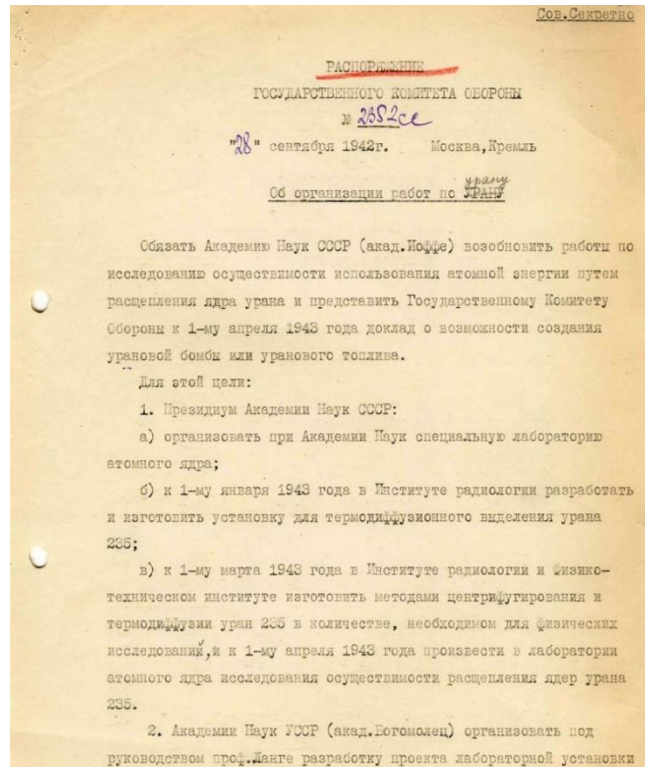 Сов.Секретно
РАСПОРЯЖЕНИЕ
ГОСУДАРСТВЕННОГО КОМИТЕТА ОБОРОНЫ
№ 2352сс
"28" сентября 1942г. Москва,Кремль
урану
Об организации работ по УРАНУ
Обязать Академию Наук СССР (акад.Иоффе) возобновить работы по
исследованию осуществимости использования атомной энергии путем
расщепления ядра урана и представить Государственному Комитету
Обороны к 1-му апреля 1943 года доклад о возможности создания
урановой бомбы или уранового топлива.
Для этой цели:
1. Президиум Академии Наук СССР:
а) организовать при Академии Наук специальную лабораторию
атомного ядра;
б) к 1-му января 1943 года в Институте радиологии разработать
и изготовить установку для термодиффузионного выделения урана
235;
в) к 1-му марта 1943 года в Институте радиологии и Физико-
техническом институте изготовить методами центрифугирования и
термодиффузии уран 235 в количестве, необходимом для физических
исследований,и к 1-му апреля 1943 года произвести в лаборатории
атомного ядра исследования осуществимости расщепления ядер урана
235.
2. Академии Наук УССР (акад.Богомолец) организовать под
руководством проф.Ланге разработку проекта лабораторной установки